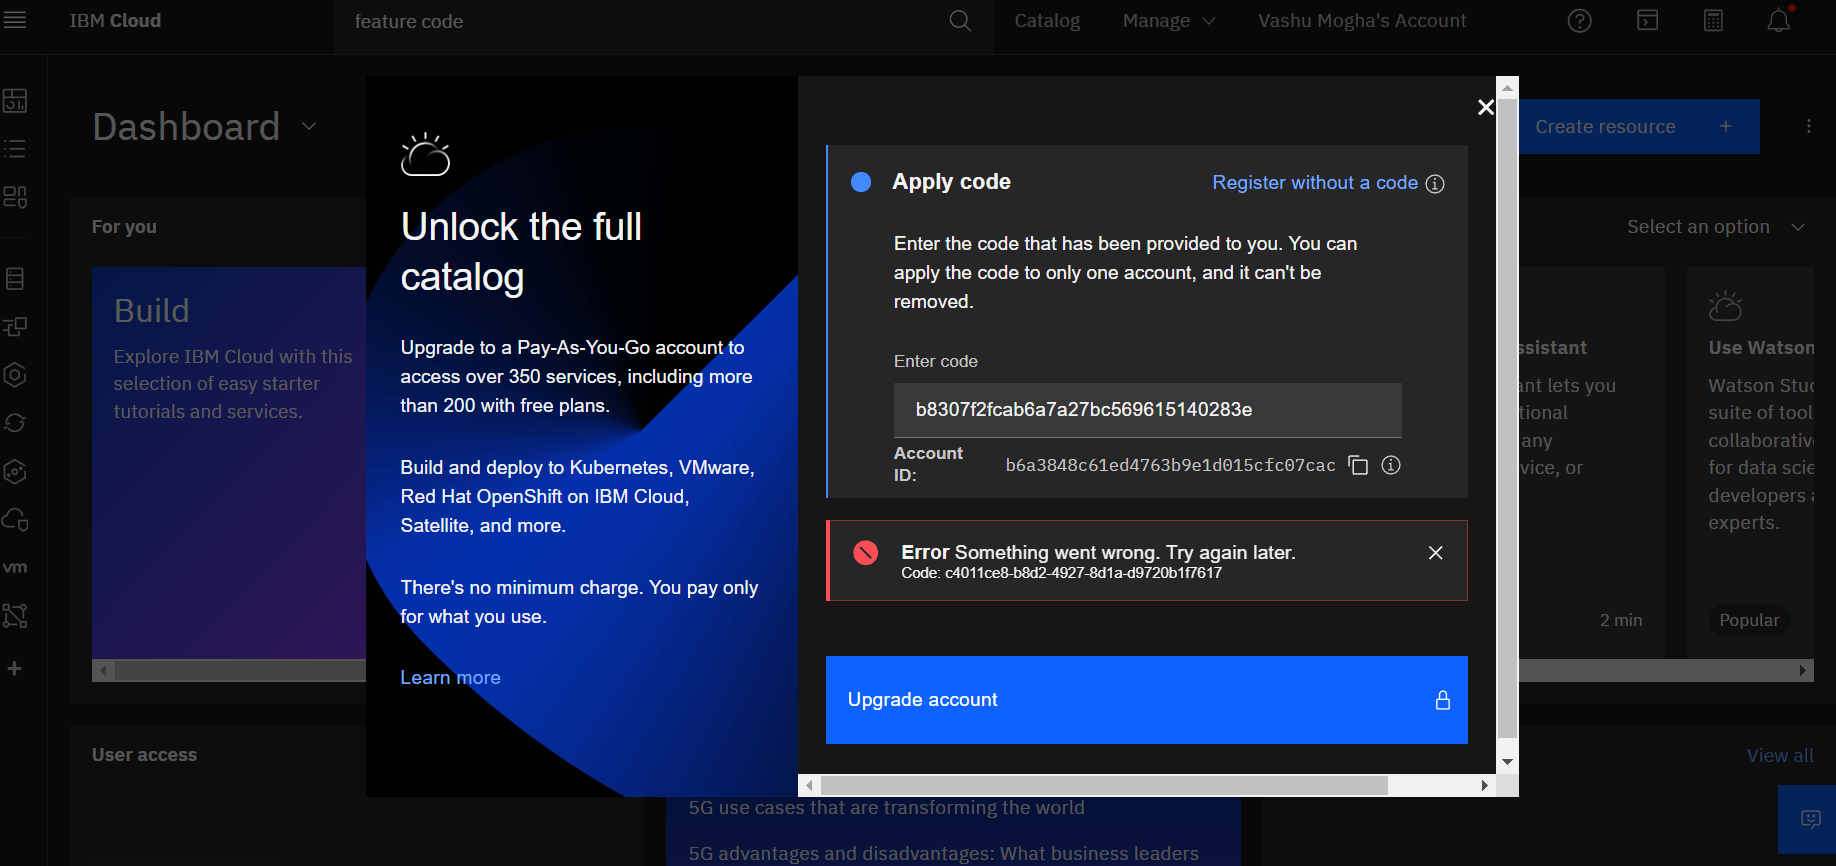 IBM Cloud
feature code
Catalog
Manage
Vashu Mogha's Account
Dashboard
Create resource
For you
Select an option
Build
Explore IBM Cloud with this
selection of easy starter
tutorials and services.
Unlock the full
catalog
Upgrade to a Pay-As-You-Go account to
access over 350 services, including more
than 200 with free plans.
Build and deploy to Kubernetes, VMware,
Red Hat OpenShift on IBM Cloud,
Satellite, and more.
There's no minimum charge. You pay only
for what you use.
Learn more
Apply code
Register without a code
Enter the code that has been provided to you. You can
apply the code to only one account, and it can't be
removed.
Enter code
b8307f2fcab6a7a27bc569615140283e
Account
ID:
b6a3848c61ed4763b9e1d015cfc07cac
Error Something went wrong. Try again later.
Code: c4011ce8-b8d2-4927-8d1a-d9720b1f7617
Upgrade account
ssistant
ant lets you
tional
any
vice, or
2 min
Use Watson
Watson Stud
suite of tool
collaborativ
for data scie
developers a
experts.
Popular
vm
User access
View all
5G use cases that are transforming the world
5G advantages and disadvantages: What business leaders